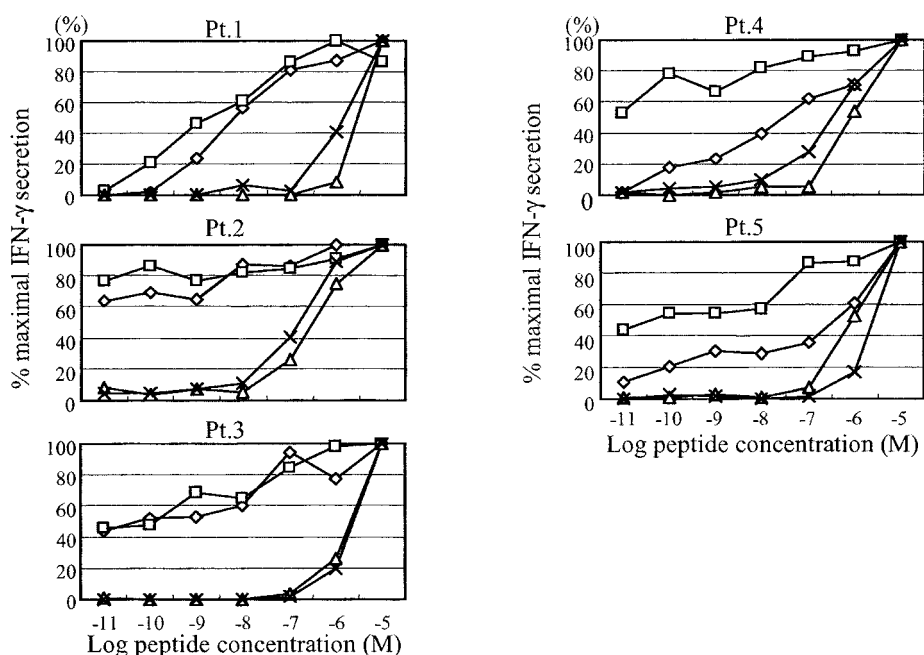 (%)
Pt.1
100
80
60
40
20
0
Pt.2
100
80
60
40
20
0
Pt.3
100
80
60
40
20
0
-11 -10 -9 -8 -7 -6 -5
Log peptide concentration (M)
% maximal IFN-γ secretion
(%)
Pt.4
100
80
60
40
20
0
Pt.5
100
80
60
40
20
0
-11 -10 -9 -8 -7 -6 -5
Log peptide concentration (M)
% maximal IFN-γ secretion